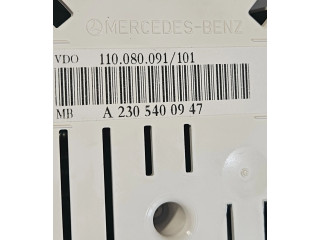 MERCEDES-BENZ
VDO 110.080.091/101
MB A 230 540 09 47